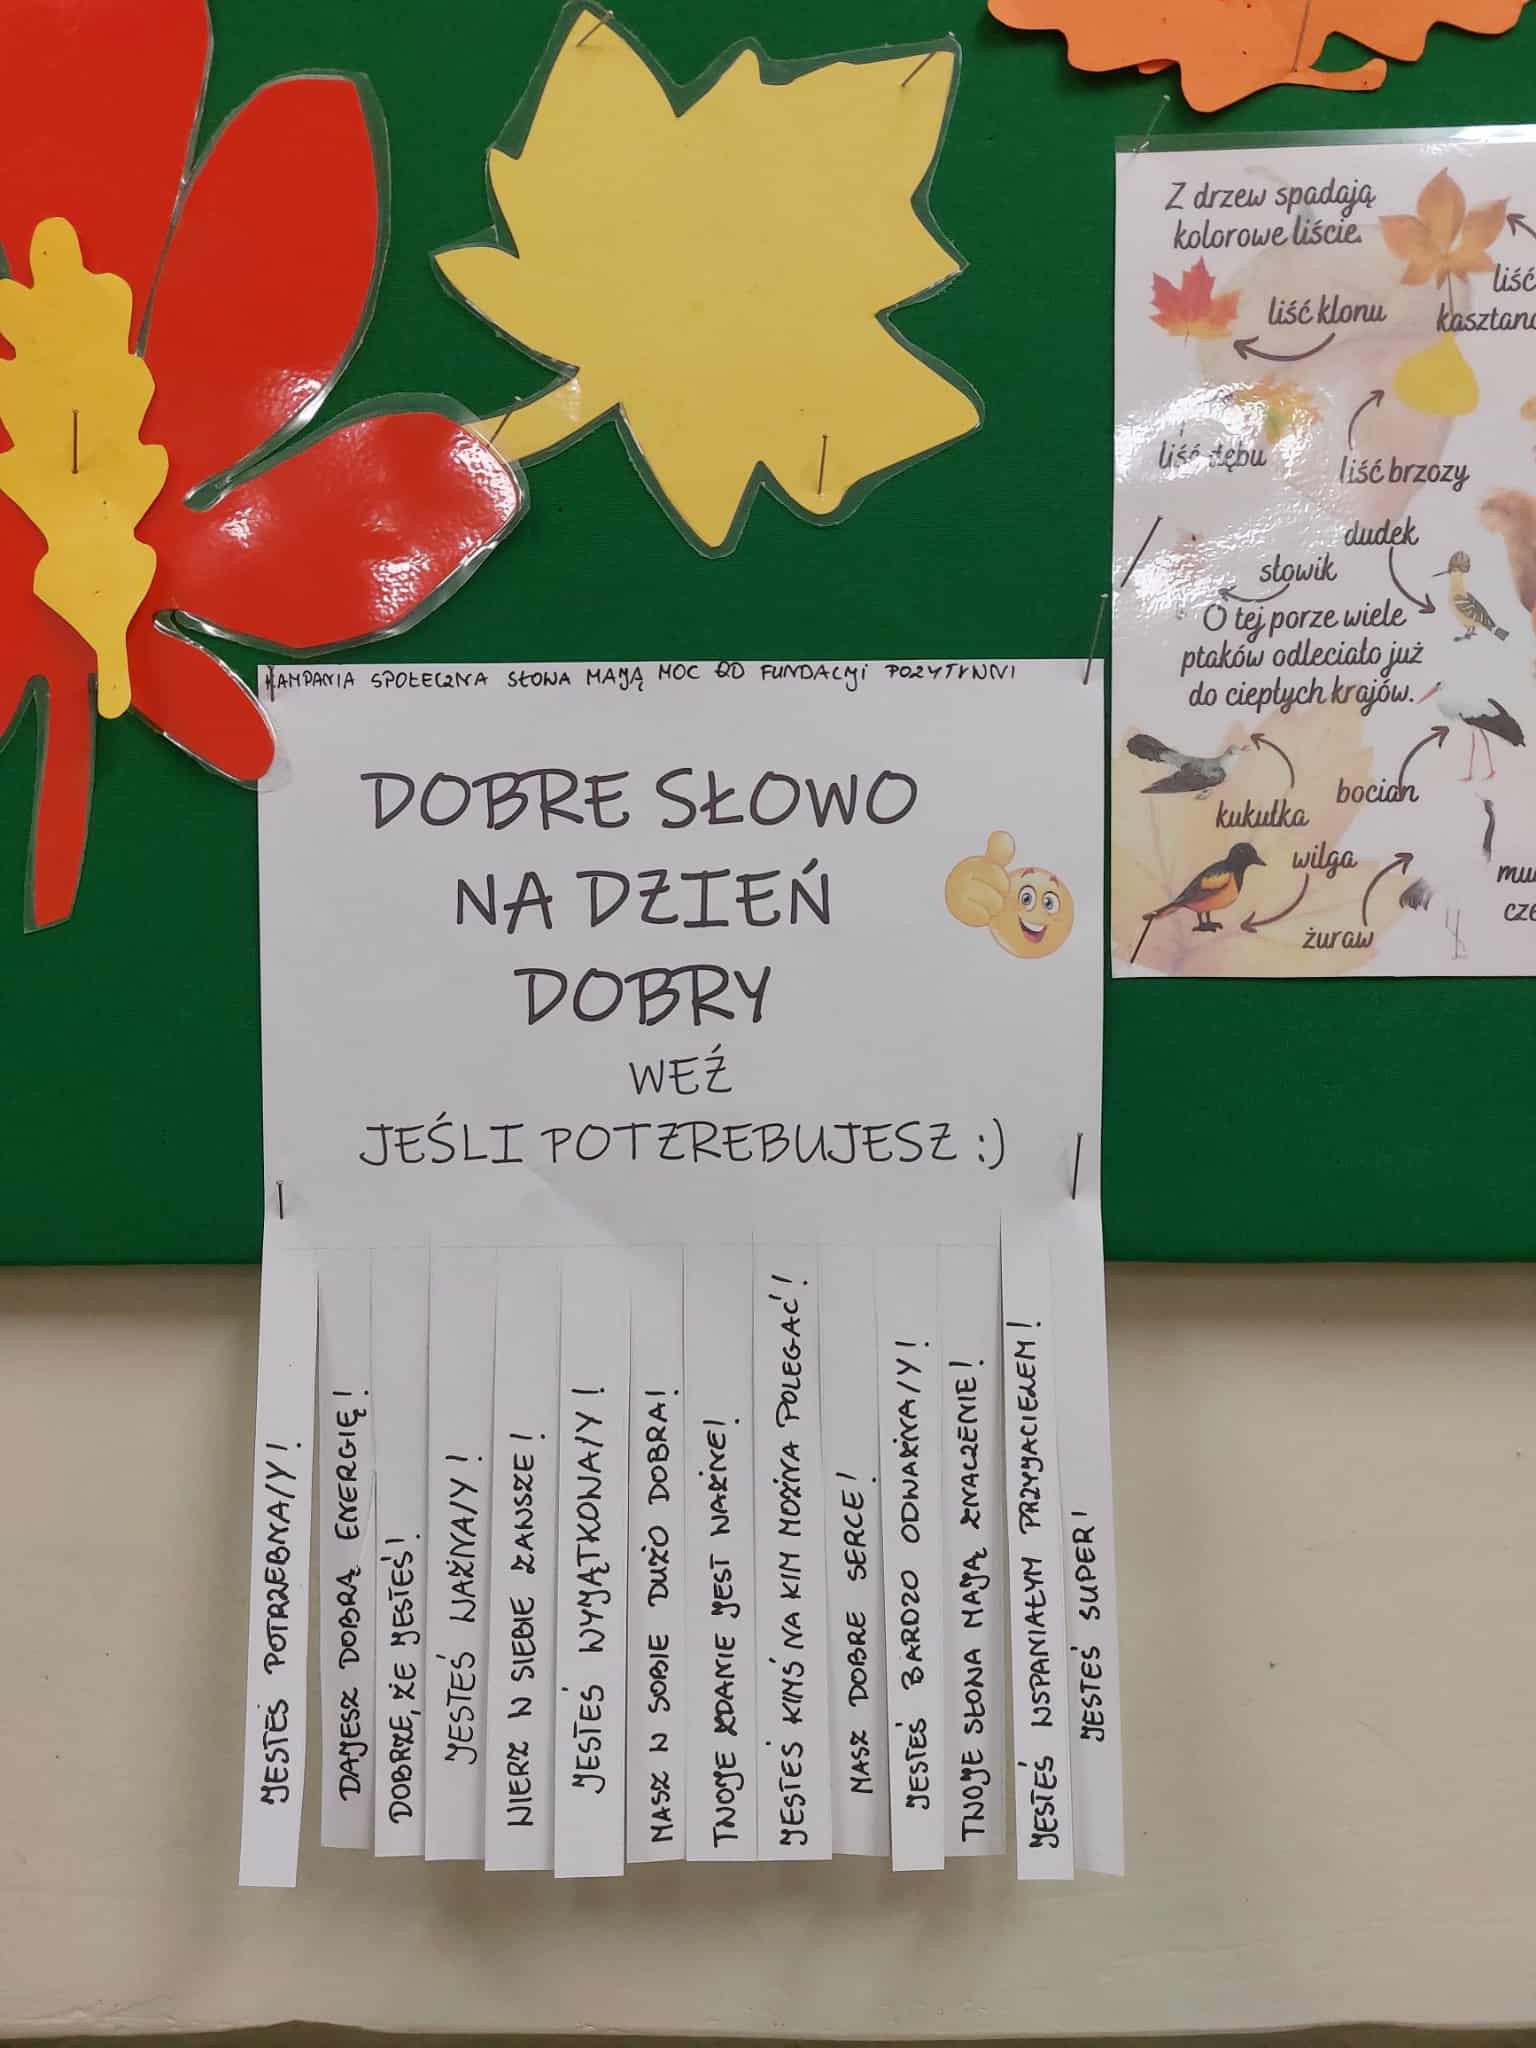 KAMPANIA SPOŁECZNA SŁOWA MAJĄ MOC OD FUNDACJI POZYTYWNI
DOBRE SŁOWO
NA DZIEŃ
DOBRY
WEŹ
JEŚLI POTZREBUJESZ :)
JESTEŚ POTRZEBNA/Y!
DAJESZ DOBRĄ ENERGIĘ!
DOBRZE, ŻE JESTEŚ!
JESTEŚ WAŻNA/Y!
WIERZ W SIEBIE ZAWSZE!
JESTEŚ WYJĄTKOWA/Y!
MASZ W SOBIE DUŻO DOBRA!
TWOJE ZDANIE JEST WAŻNE!
JESTEŚ KIMŚ NA KIM MOŻNA POLEGAĆ!
MASZ DOBRE SERCE!
JESTEŚ BARDZO ODWAŻNA/Y!
TWOJE SŁOWA MAJĄ ZNACZENIE!
JESTEŚ WSPANIAŁYM PRZYJACIELEM!
JESTEŚ SUPER!
Z drzew spadają
kolorowe liście.
liść
liść klonu
liść dębu
liść brzozy
dudek
słowik
O tej porze wiele
ptaków odleciało już
do ciepłych krajów.
bocian
kukułka
wilga
żuraw